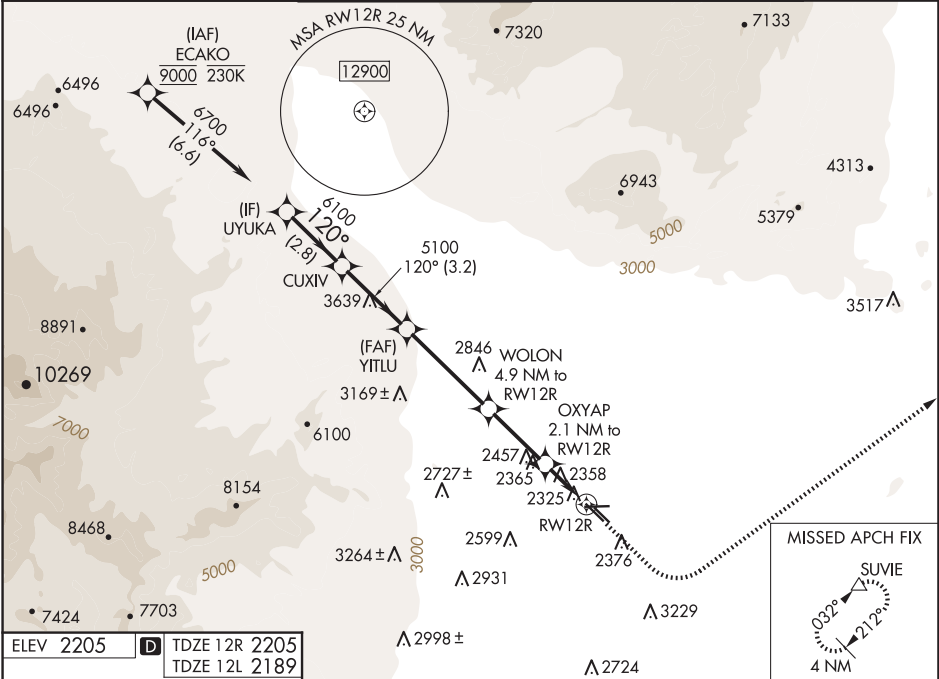 MSA RW12R 25 NM
12900
7320
7133
(IAF)
ECAKO
9000 230K
6496
6496
6700
116°
(6.6)
4313
6943
5379
5000
3000
(IF)
UYUKA
6100
120°
(2.8)
CUXIV
5100
120° (3.2)
3639
3517
8891
(FAF)
YITLU
10269
2846
WOLON
4.9 NM to
RW12R
3169±
OXYAP
2.1 NM to
RW12R
7000
6100
2457
2365
2358
2727±
2325
RW12R
8154
8468
2599
2376
3264±
3000
5000
2931
MISSED APCH FIX
SUVIE
032°
212°
4 NM
7424
7703
3229
2998±
2724
ELEV 2205
D
TDZE 12R 2205
TDZE 12L 2189